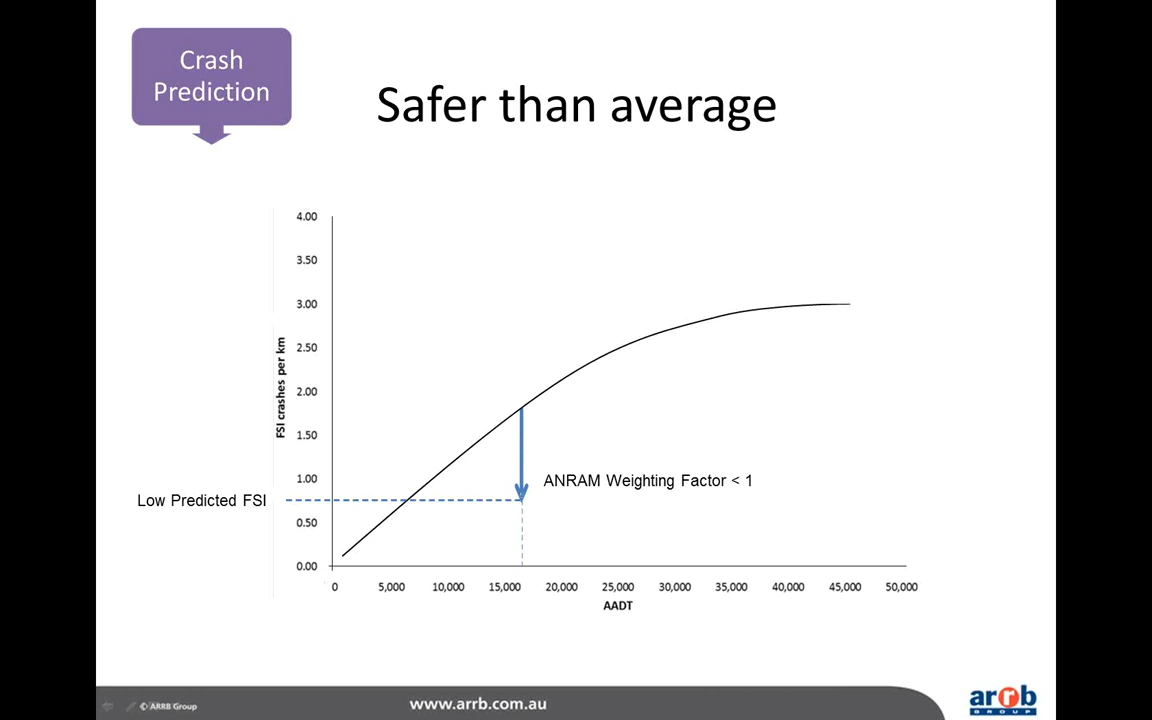 Crash
Prediction
Safer than average
4.00
3.50
3.00
2.50
2.00
1.50
1.00
0.50
0.00
FSI crashes per km
Low Predicted FSI
ANRAM Weighting Factor < 1
0 5,000 10,000 15,000 20,000 25,000 30,000 35,000 40,000 45,000 50,000
AADT
© ARRB Group
www.arrb.com.au
arrb
GROUP